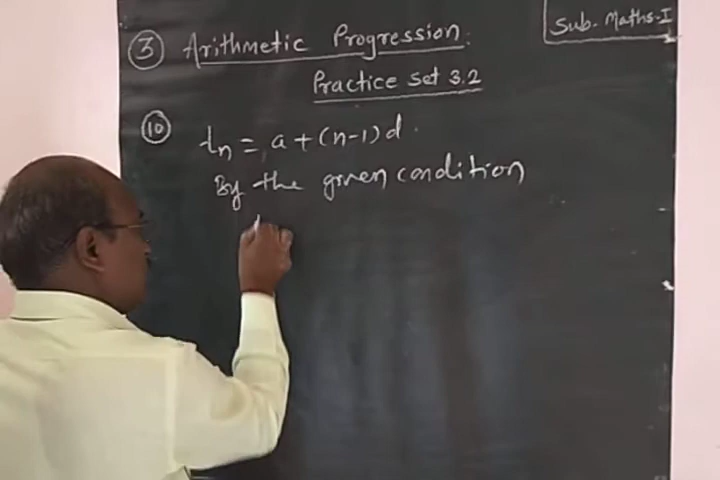 Sub. Maths-I
③ Arithmetic Progression:
Practice Set 3.2
⑩ tn = a + (n-1)d.
By the given condition